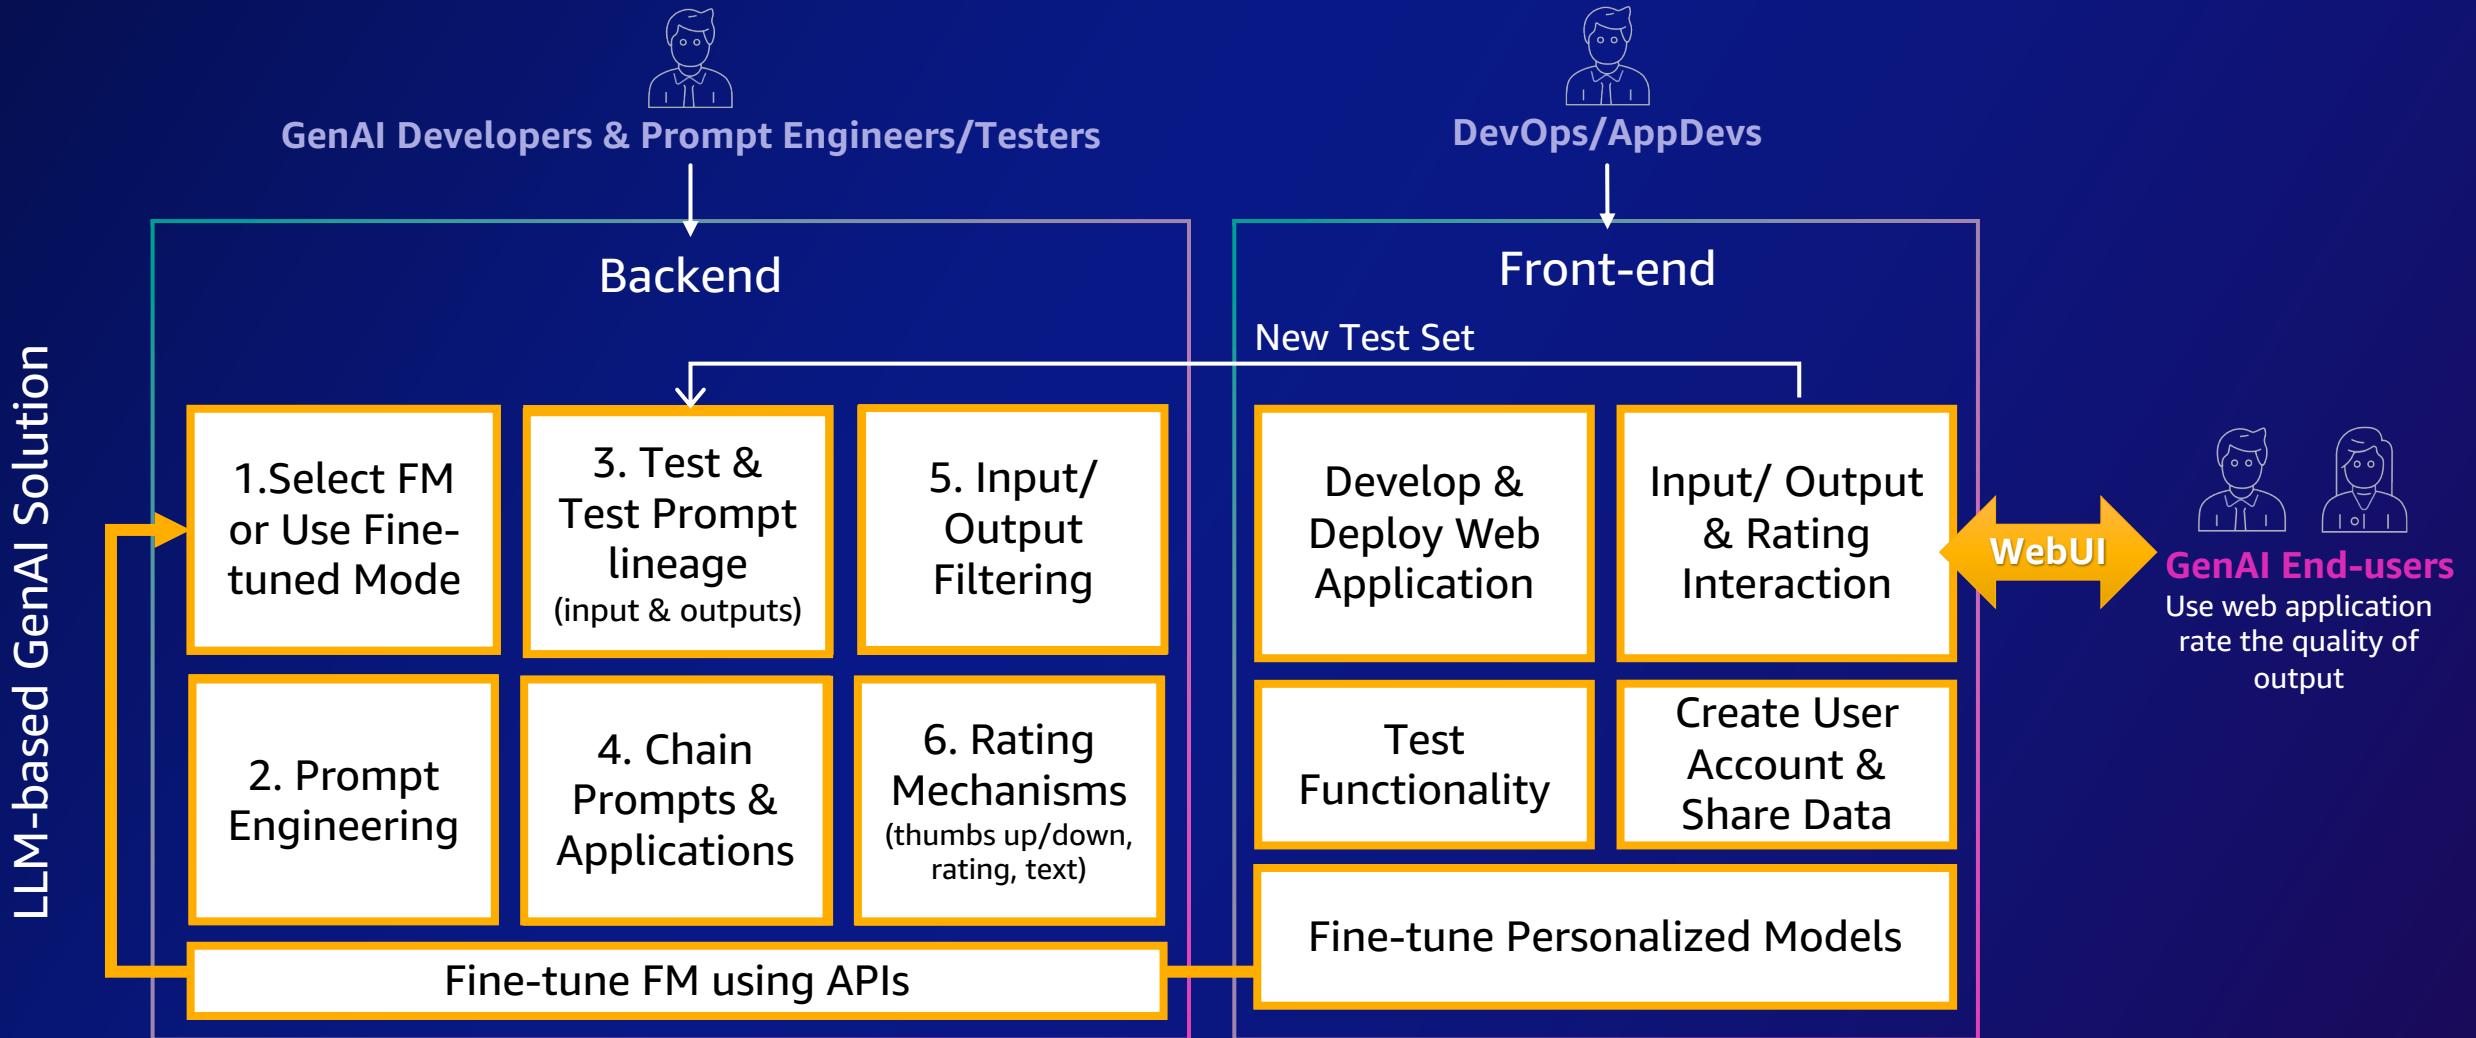 GenAI Developers & Prompt Engineers/Testers
DevOps/AppDevs
LLM-based GenAI Solution
Backend
1.Select FM
or Use Fine-
tuned Mode
3. Test &
Test Prompt
lineage
(input & outputs)
5. Input/
Output
Filtering
2. Prompt
Engineering
4. Chain
Prompts &
Applications
6. Rating
Mechanisms
(thumbs up/down,
rating, text)
Fine-tune FM using APIs
Front-end
New Test Set
Develop &
Deploy Web
Application
Input/ Output
& Rating
Interaction
Test
Functionality
Create User
Account &
Share Data
Fine-tune Personalized Models
WebUI
GenAI End-users
Use web application
rate the quality of
output